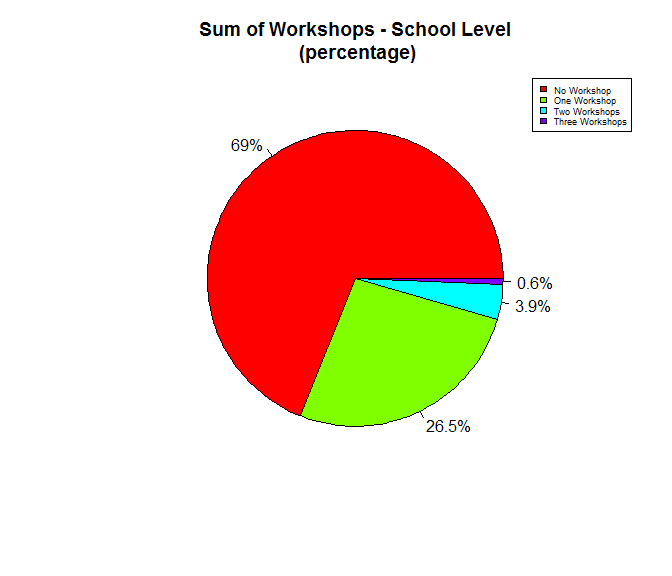 Sum of Workshops - School Level
(percentage)
No Workshop
One Workshop
Two Workshops
Three Workshops
69%
0.6%
3.9%
26.5%